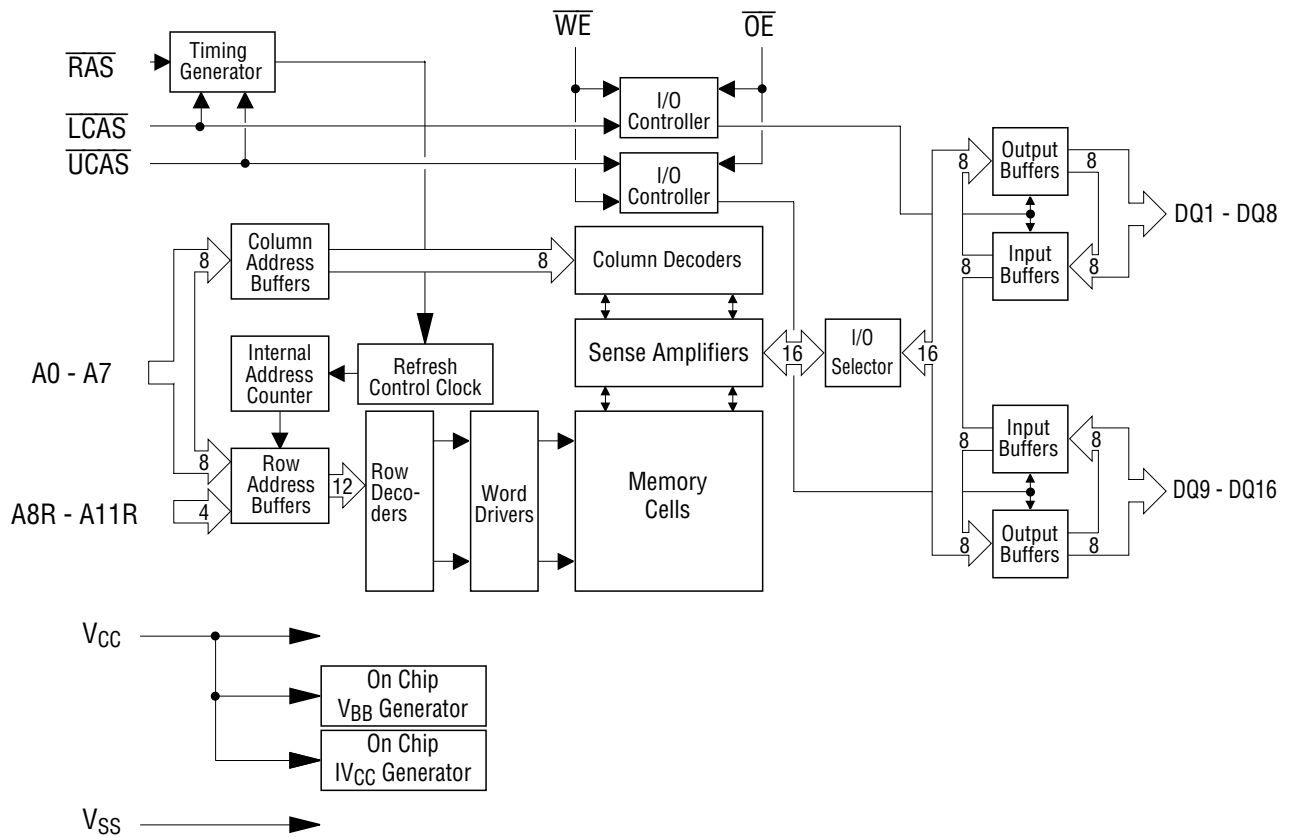 WE
OE
RAS
Timing
Generator
I/O
Controller
LCAS
UCAS
I/O
Controller
8
Output
Buffers
8
DQ1 - DQ8
8
Input
Buffers
8
8
Column
Address
Buffers
8
Column Decoders
A0 - A7
Internal
Address
Counter
Refresh
Control Clock
Sense Amplifiers
16
I/O
Selector
16
8
Row
Address
Buffers
12
A8R - A11R
4
Row
Deco-
ders
Word
Drivers
Memory
Cells
8
Input
Buffers
8
DQ9 - DQ16
8
Output
Buffers
8
VCC
On Chip
VBB Generator
On Chip
IVCC Generator
VSS